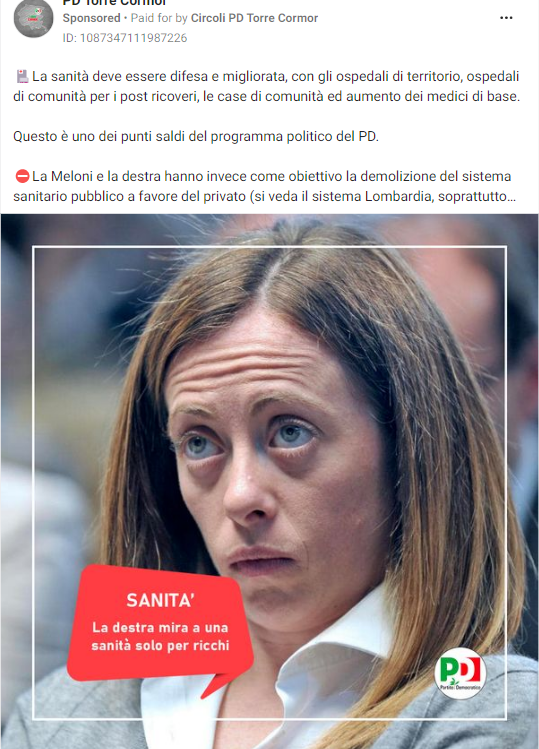 PD Torre Cormor
Sponsored • Paid for by Circoli PD Torre Cormor
ID: 1087347111987226
La sanità deve essere difesa e migliorata, con gli ospedali di territorio, ospedali
di comunità per i post ricoveri, le case di comunità ed aumento dei medici di base.
Questo è uno dei punti saldi del programma politico del PD.
La Meloni e la destra hanno invece come obiettivo la demolizione del sistema
sanitario pubblico a favore del privato (si veda il sistema Lombardia, soprattutto...
SANITA'
La destra mira a una
sanità solo per ricchi
PD
Partito Democratico